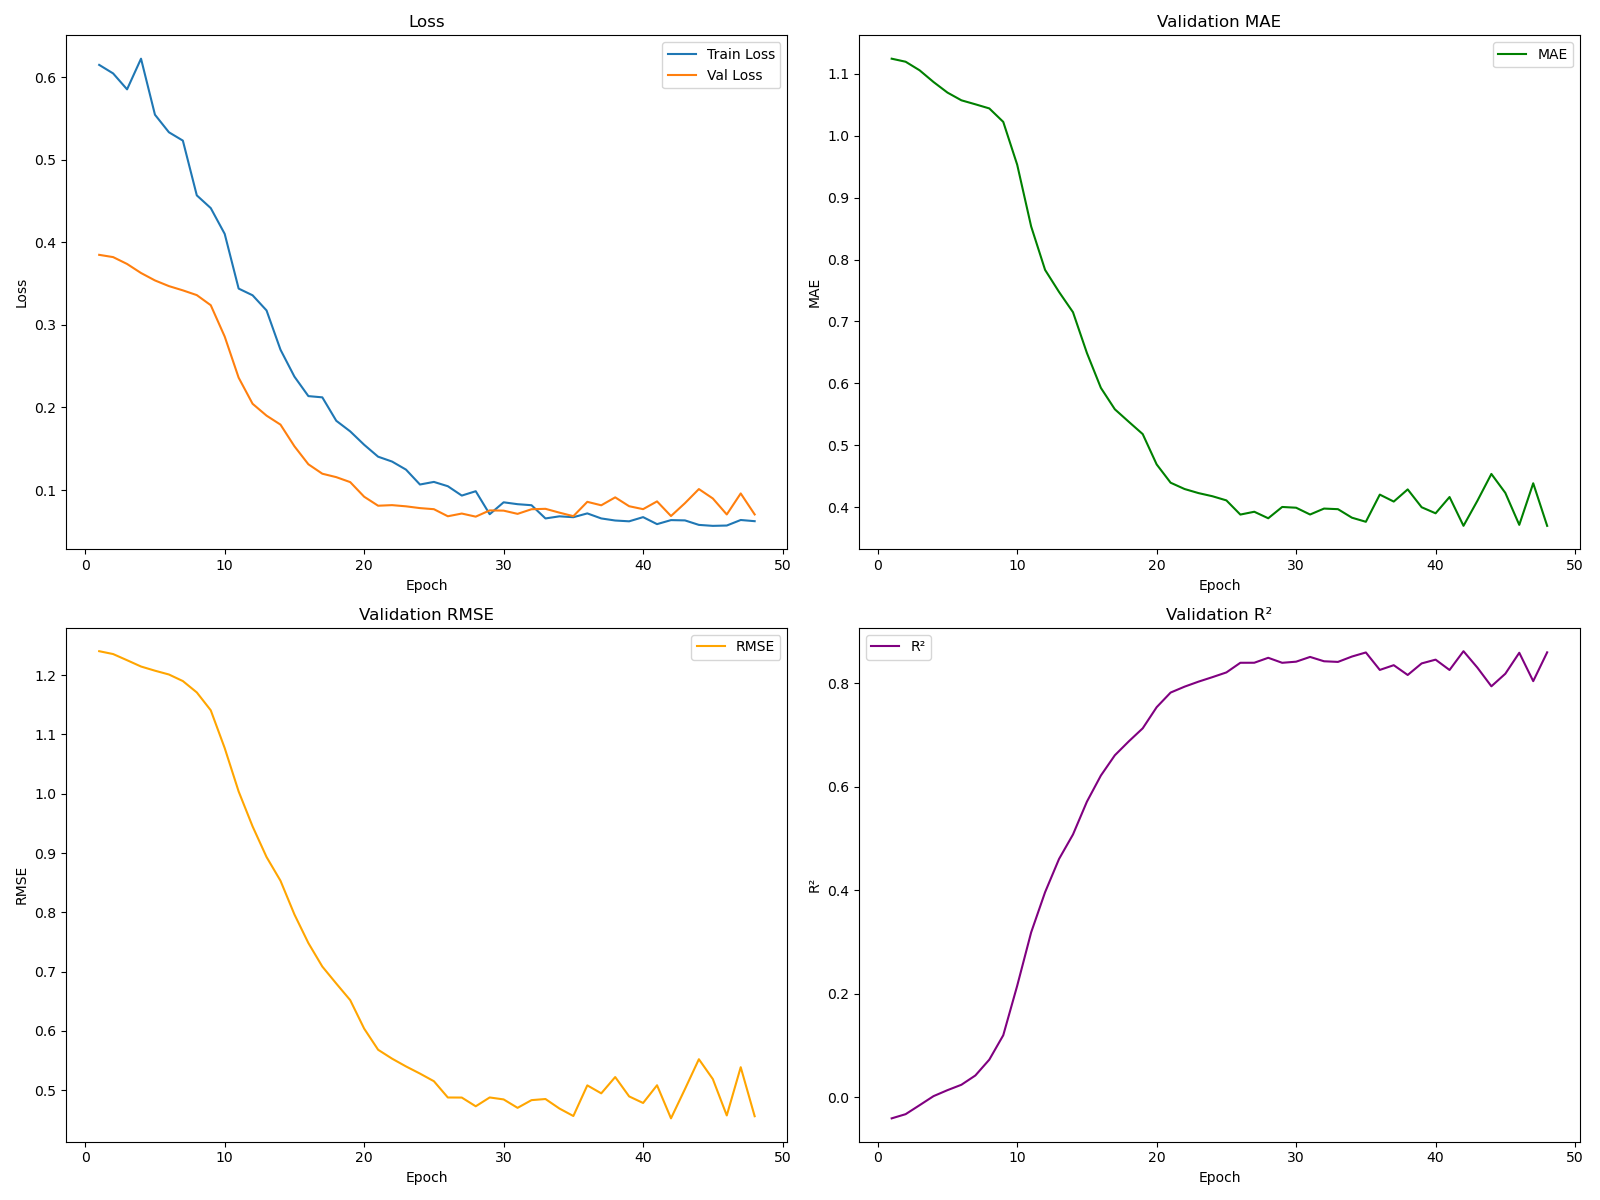 Loss
Train Loss
Val Loss
0.6
0.5
0.4
0.3
0.2
0.1
Loss
0 10 20 30 40 50
Epoch
Validation MAE
MAE
1.1
1.0
0.9
0.8
0.7
0.6
0.5
0.4
MAE
0 10 20 30 40 50
Epoch
Validation RMSE
RMSE
1.2
1.1
1.0
0.9
0.8
0.7
0.6
0.5
RMSE
0 10 20 30 40 50
Epoch
Validation R²
R²
0.8
0.6
0.4
0.2
0.0
R²
0 10 20 30 40 50
Epoch